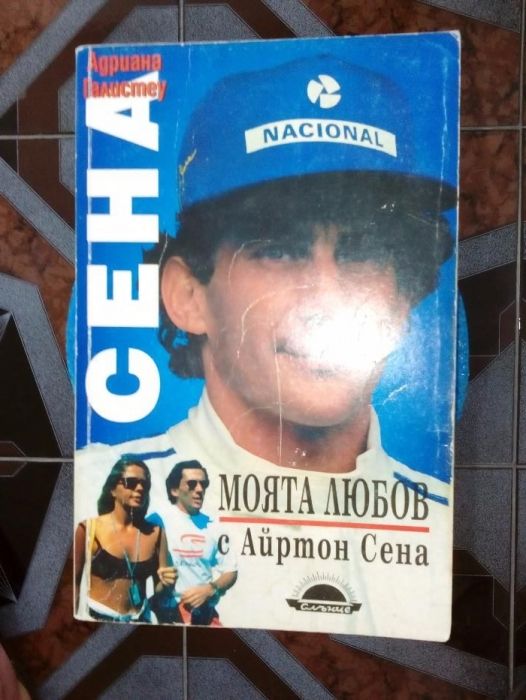 Адриана
Галистеу
СЕНА
NACIONAL
МОЯТА ЛЮБОВ
с Айртон Сена
Слънце